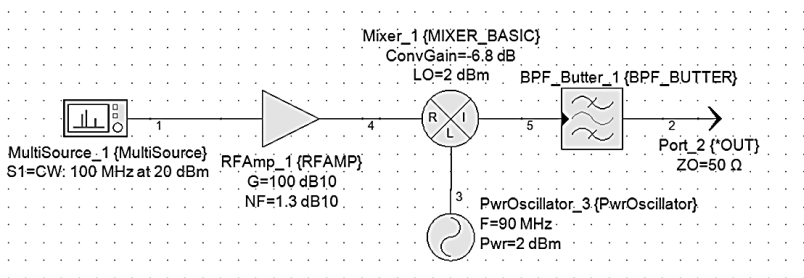 Mixer_1 {MIXER_BASIC}
ConvGain=-6.8 dB
LO=2 dBm
BPF_Butter_1 {BPF_BUTTER}
R
I
L
1
4
5
2
MultiSource_1 {MultiSource}
S1=CW: 100 MHz at 20 dBm
RFAmp_1 {RFAMP}
G=100 dB10
NF=1.3 dB10
Port_2 {*OUT}
ZO=50 Ω
3
PwrOscillator_3 {PwrOscillator}
F=90 MHz
Pwr=2 dBm